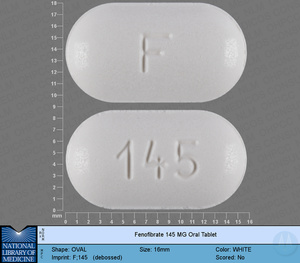 F
145
mm
Fenofibrate 145 MG Oral Tablet
NATIONAL
LIBRARY OF
MEDICINE
Shape: OVAL Size: 16mm Color: WHITE
Imprint: F;145 (debossed) Scored: No